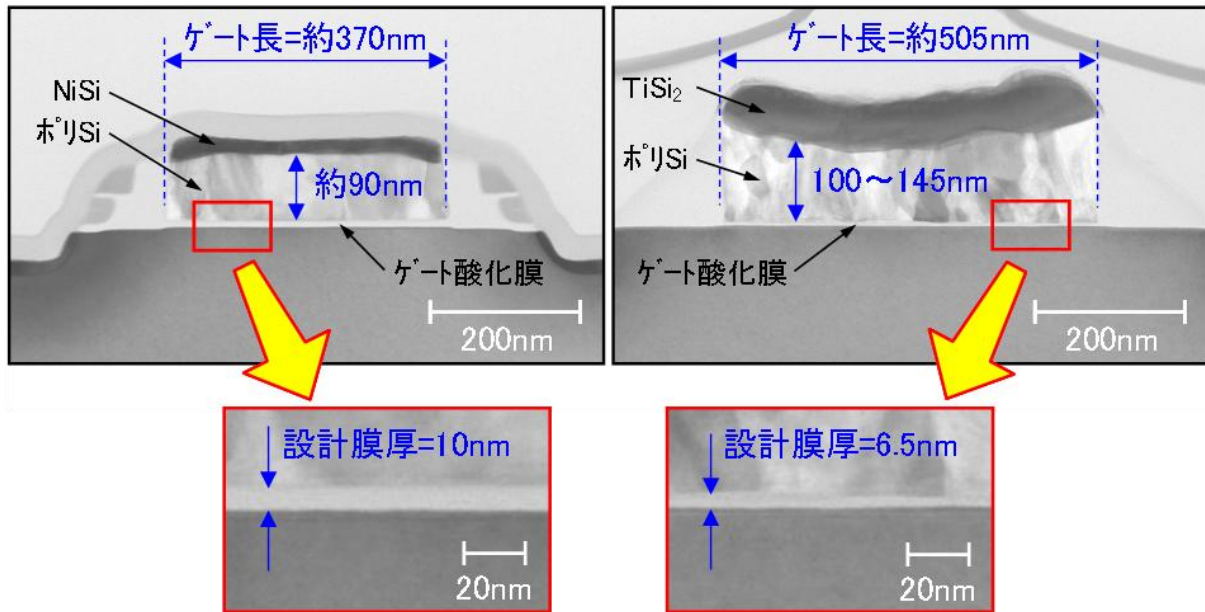 ｹﾞｰﾄ長=約370nm
NiSi
ﾎﾟﾘSi
約90nm
ｹﾞｰﾄ酸化膜
200nm
ｹﾞｰﾄ長=約505nm
TiSi₂
ﾎﾟﾘSi
100～145nm
ｹﾞｰﾄ酸化膜
200nm
設計膜厚=10nm
20nm
設計膜厚=6.5nm
20nm